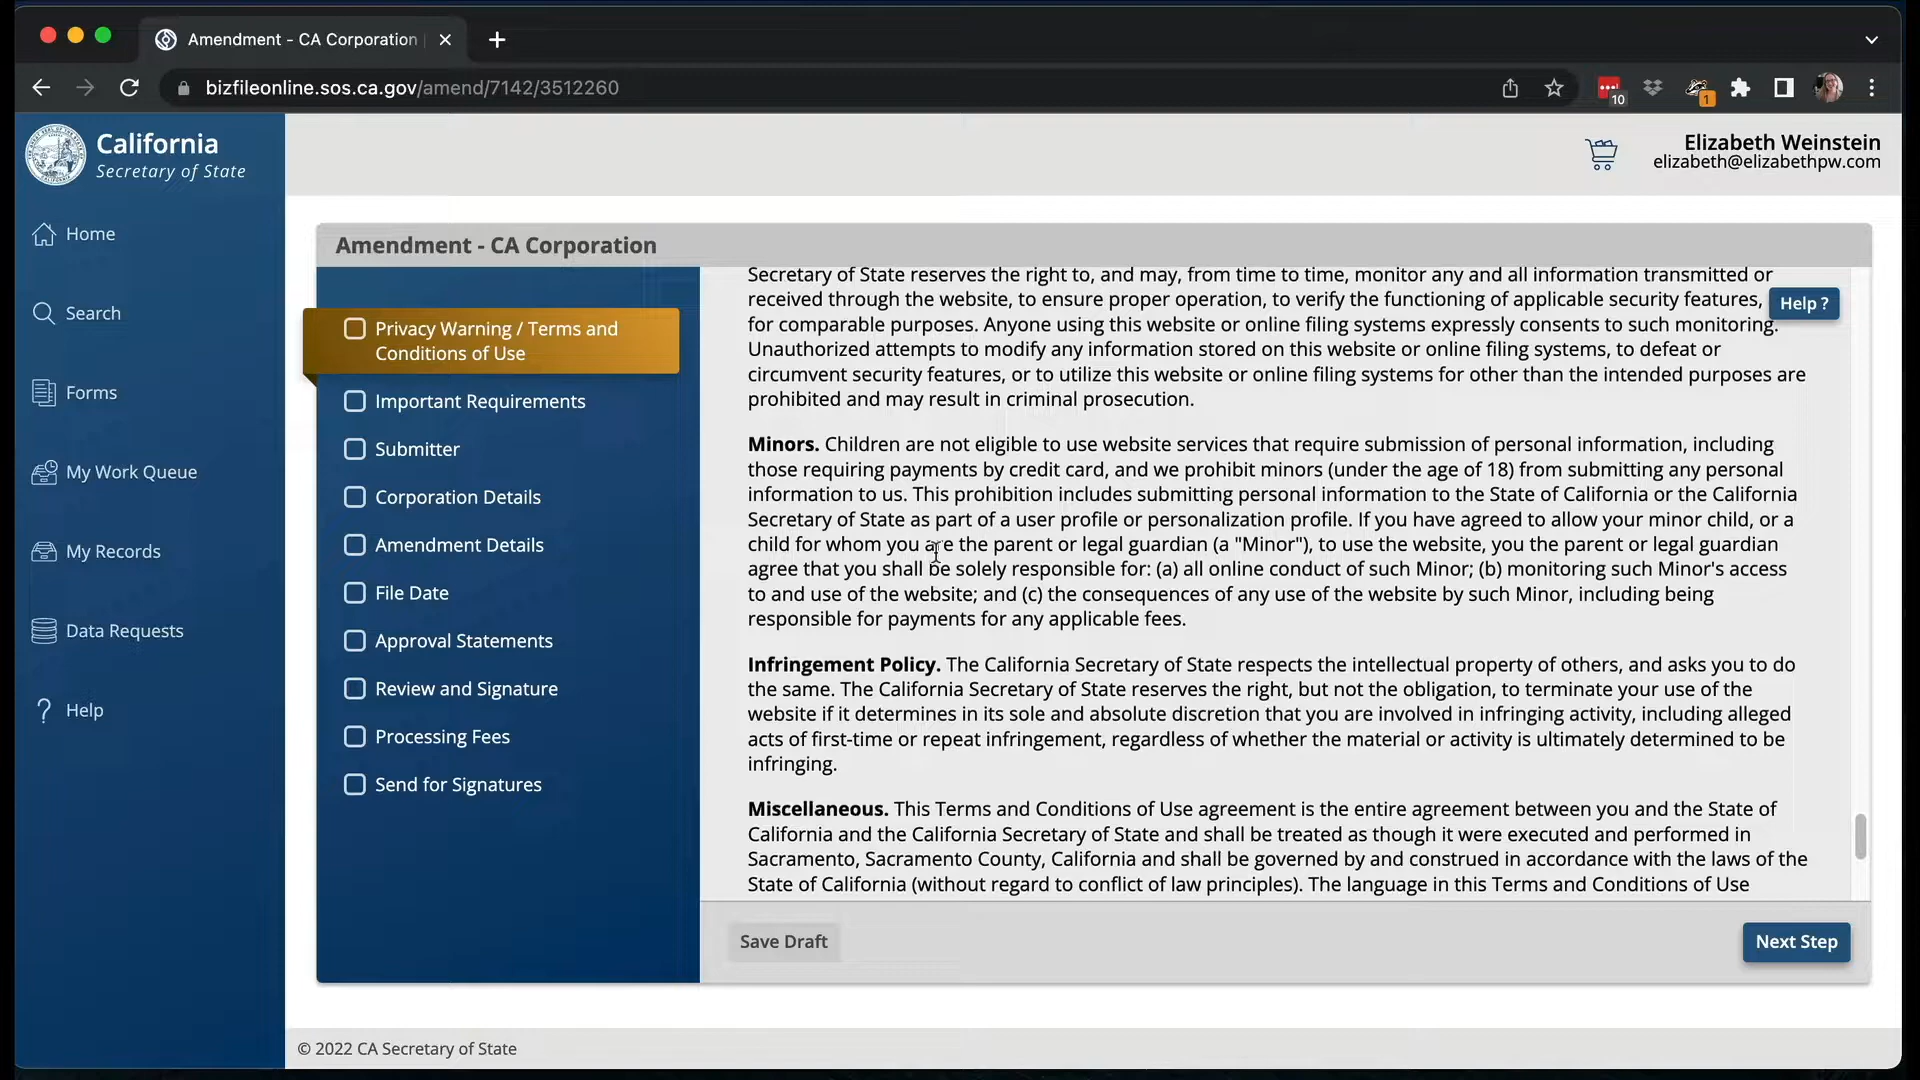 Amendment - CA Corporation
bizfileonline.sos.ca.gov/amend/7142/3512260
10
1
California
Secretary of State
Elizabeth Weinstein
elizabeth@elizabethpw.com
Home
Search
Forms
My Work Queue
My Records
Data Requests
Help
Amendment - CA Corporation
Privacy Warning / Terms and
Conditions of Use
Important Requirements
Submitter
Corporation Details
Amendment Details
File Date
Approval Statements
Review and Signature
Processing Fees
Send for Signatures
Help ?
Secretary of State reserves the right to, and may, from time to time, monitor any and all information transmitted or
received through the website, to ensure proper operation, to verify the functioning of applicable security features,
for comparable purposes. Anyone using this website or online filing systems expressly consents to such monitoring.
Unauthorized attempts to modify any information stored on this website or online filing systems, to defeat or
circumvent security features, or to utilize this website or online filing systems for other than the intended purposes are
prohibited and may result in criminal prosecution.
Minors. Children are not eligible to use website services that require submission of personal information, including
those requiring payments by credit card, and we prohibit minors (under the age of 18) from submitting any personal
information to us. This prohibition includes submitting personal information to the State of California or the California
Secretary of State as part of a user profile or personalization profile. If you have agreed to allow your minor child, or a
child for whom you are the parent or legal guardian (a "Minor"), to use the website, you the parent or legal guardian
agree that you shall be solely responsible for: (a) all online conduct of such Minor; (b) monitoring such Minor's access
to and use of the website; and (c) the consequences of any use of the website by such Minor, including being
responsible for payments for any applicable fees.
Infringement Policy. The California Secretary of State respects the intellectual property of others, and asks you to do
the same. The California Secretary of State reserves the right, but not the obligation, to terminate your use of the
website if it determines in its sole and absolute discretion that you are involved in infringing activity, including alleged
acts of first-time or repeat infringement, regardless of whether the material or activity is ultimately determined to be
infringing.
Miscellaneous. This Terms and Conditions of Use agreement is the entire agreement between you and the State of
California and the California Secretary of State and shall be treated as though it were executed and performed in
Sacramento, Sacramento County, California and shall be governed by and construed in accordance with the laws of the
State of California (without regard to conflict of law principles). The language in this Terms and Conditions of Use
Save Draft
Next Step
© 2022 CA Secretary of State